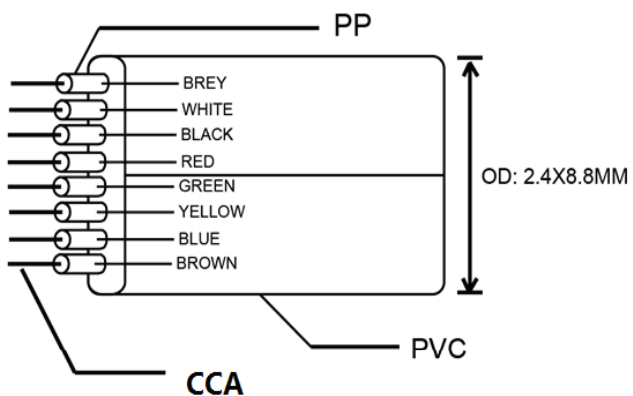 PP
BREY
WHITE
BLACK
RED
GREEN
YELLOW
BLUE
BROWN
OD: 2.4X8.8MM
PVC
CCA